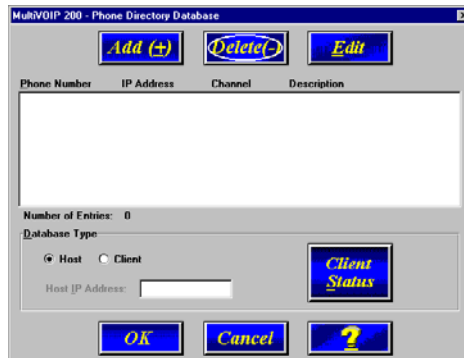 MultiVOIP 200 - Phone Directory Database
Add (+) Delete(-) Edit
Phone Number IP Address Channel Description
Number of Entries: 0
Database Type
Host Client
Host IP Address:
Client Status
OK Cancel ?